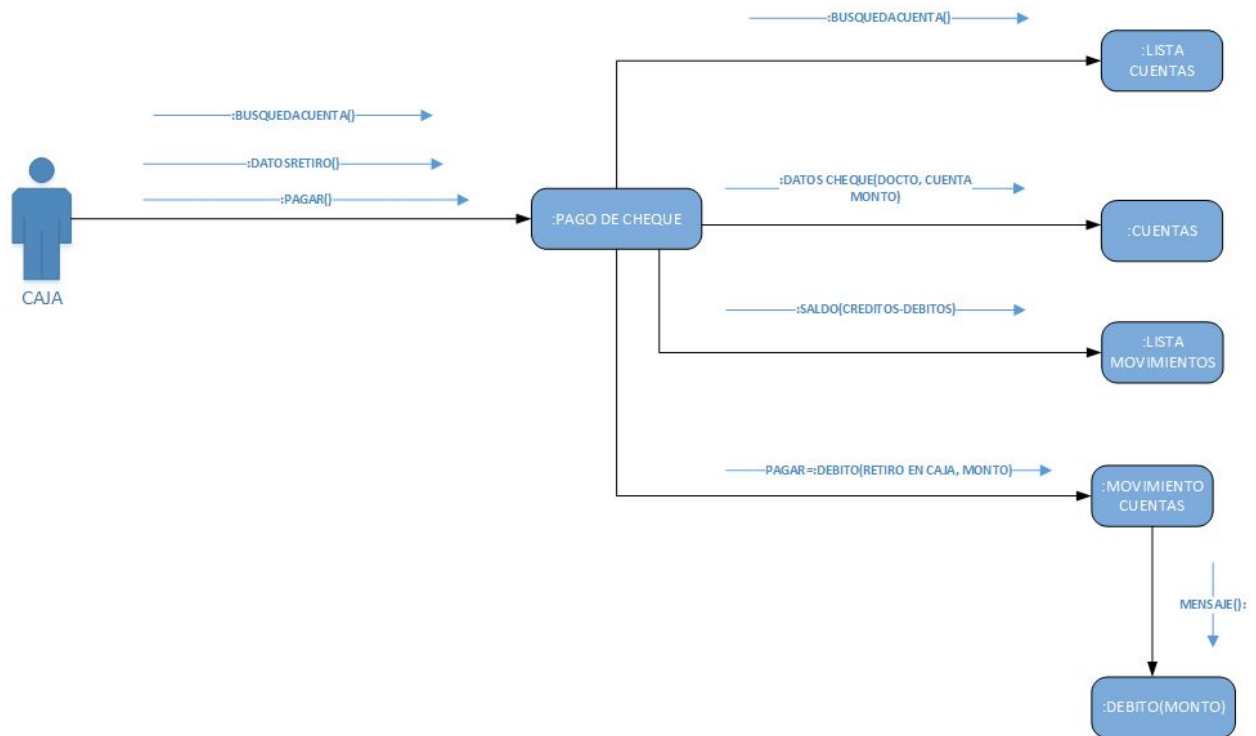 :BUSQUEDACUENTA()
:LISTA
CUENTAS
:BUSQUEDACUENTA()
:DATOSRETIRO()
:PAGAR()
CAJA
:PAGO DE CHEQUE
:DATOS CHEQUE(DOCTO, CUENTA
MONTO)
:CUENTAS
:SALDO(CREDITOS-DEBITOS)
:LISTA
MOVIMIENTOS
PAGAR=:DEBITO(RETIRO EN CAJA, MONTO)
:MOVIMIENTO
CUENTAS
MENSAJE():
:DEBITO(MONTO)